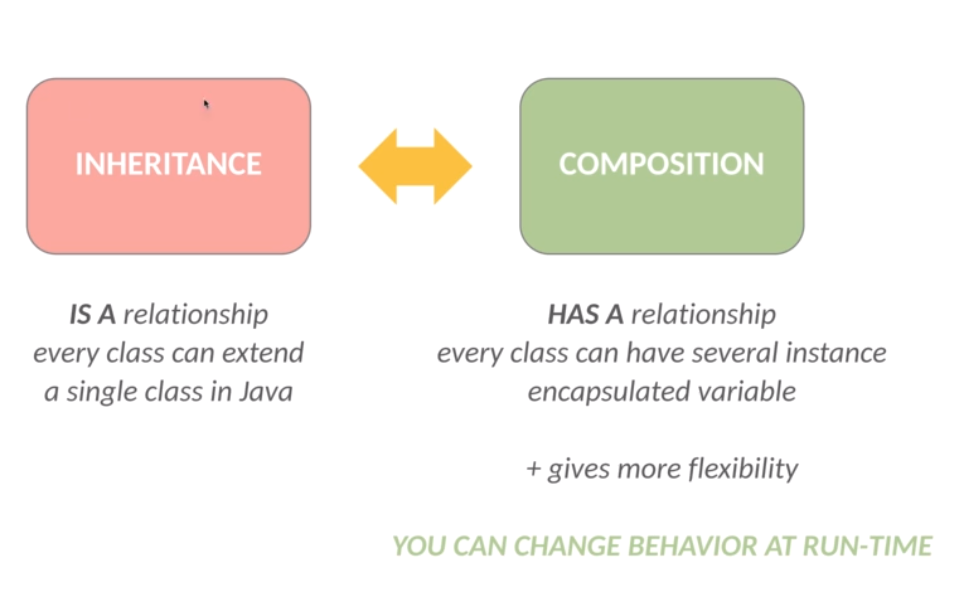 INHERITANCE
COMPOSITION
IS A relationship
every class can extend
a single class in Java
HAS A relationship
every class can have several instance
encapsulated variable
+ gives more flexibility
YOU CAN CHANGE BEHAVIOR AT RUN-TIME